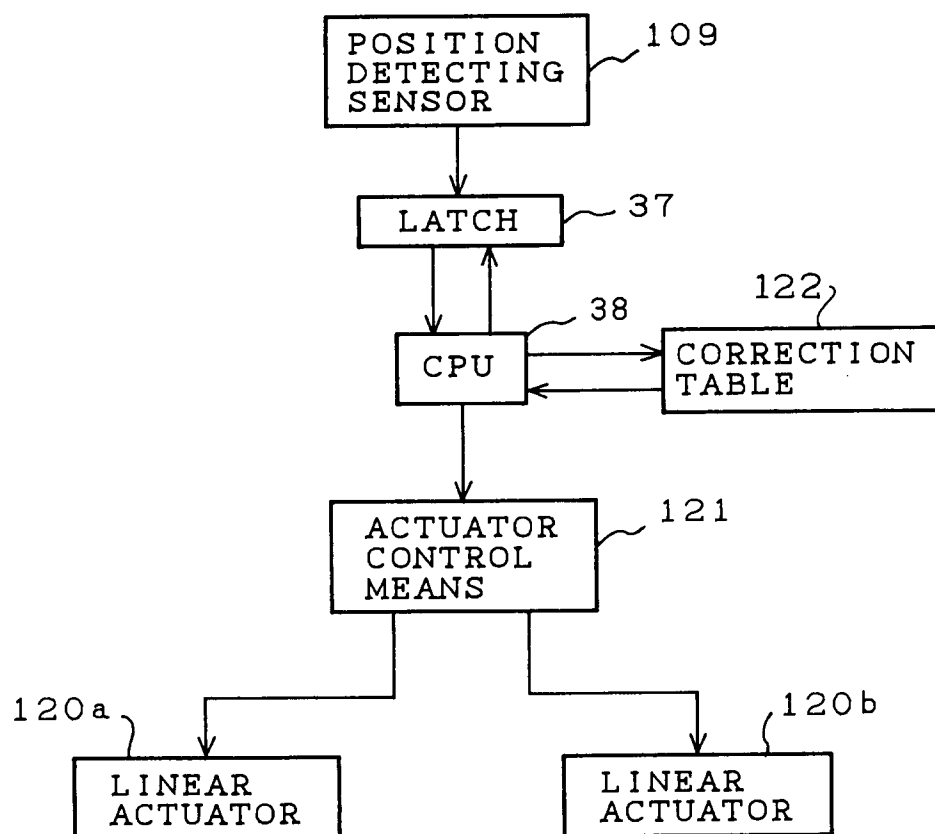 POSITION
DETECTING
SENSOR
109
LATCH
37
CPU
38
122
CORRECTION
TABLE
ACTUATOR
CONTROL
MEANS
121
120a
LINEAR
ACTUATOR
120b
LINEAR
ACTUATOR